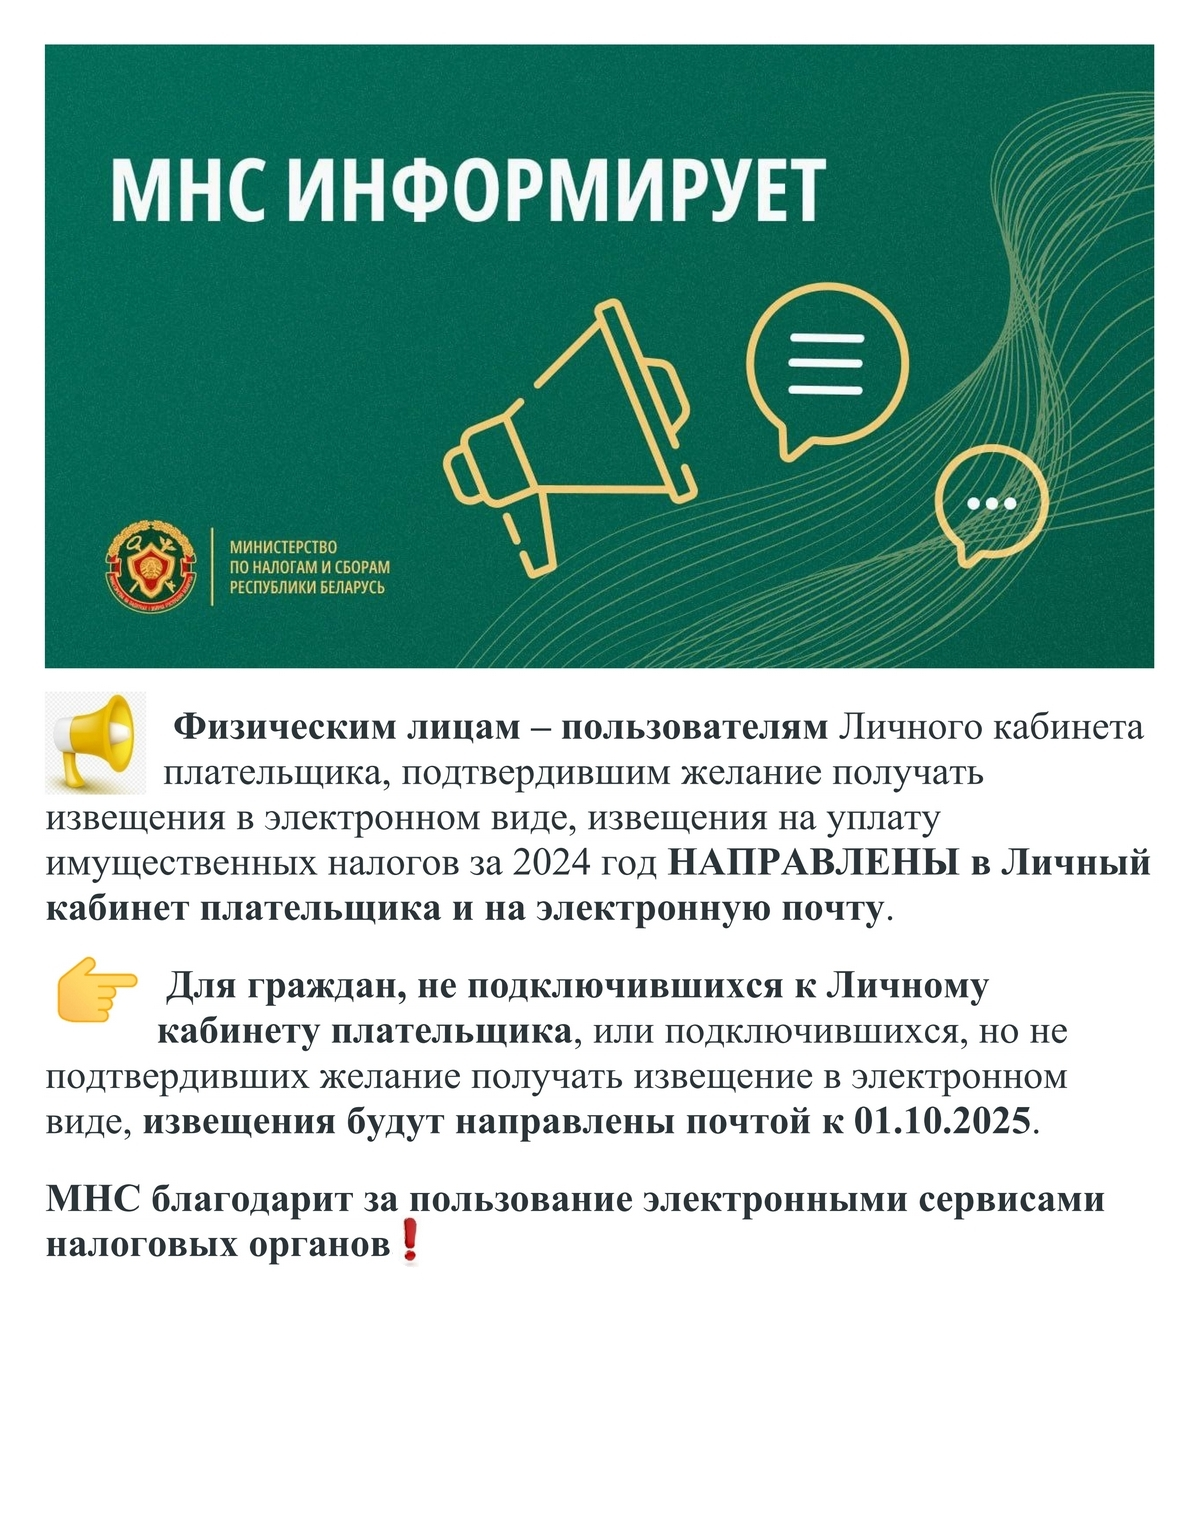 МНС ИНФОРМИРУЕТ
МИНИСТЕРСТВО
ПО НАЛОГАМ И СБОРАМ
РЕСПУБЛИКИ БЕЛАРУСЬ
Физическим лицам – пользователям Личного кабинета
плательщика, подтвердившим желание получать
извещения в электронном виде, извещения на уплату
имущественных налогов за 2024 год НАПРАВЛЕНЫ в Личный
кабинет плательщика и на электронную почту.
Для граждан, не подключившихся к Личному
кабинету плательщика, или подключившихся, но не
подтвердивших желание получать извещение в электронном
виде, извещения будут направлены почтой к 01.10.2025.
МНС благодарит за пользование электронными сервисами
налоговых органов❗